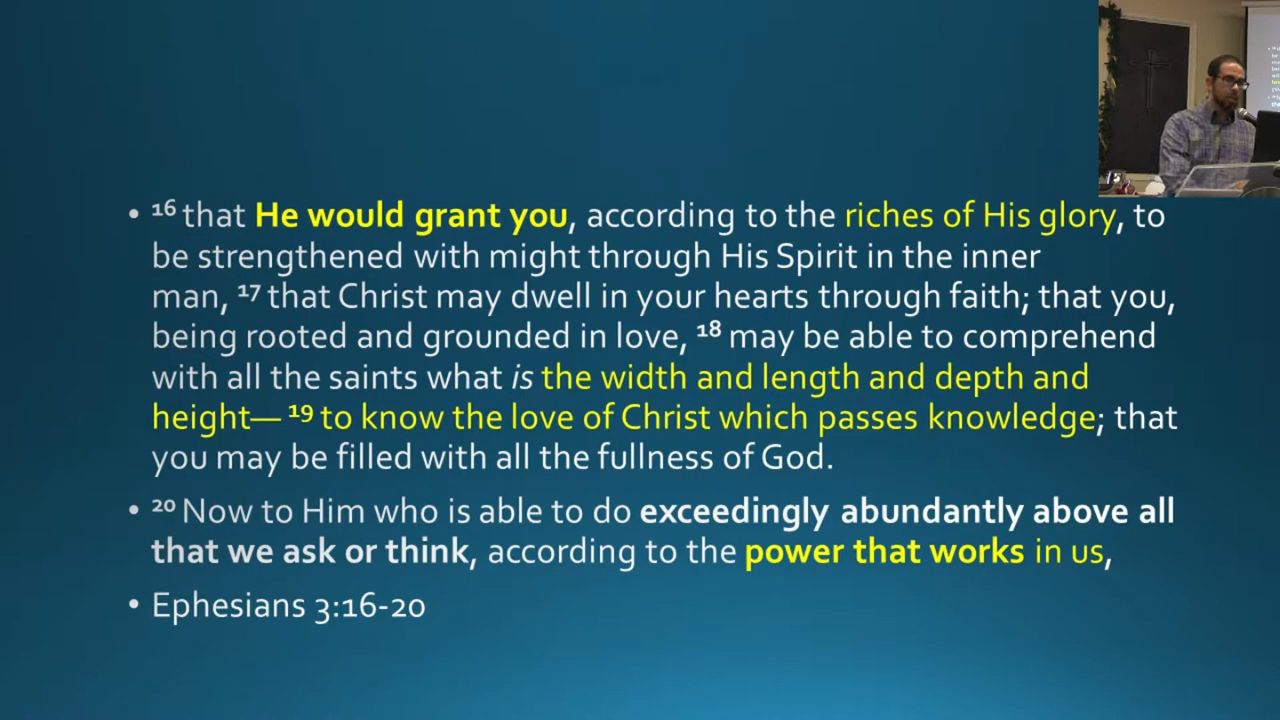 • ¹⁶ that He would grant you, according to the riches of His glory, to
be strengthened with might through His Spirit in the inner
man, ¹⁷ that Christ may dwell in your hearts through faith; that you,
being rooted and grounded in love, ¹⁸ may be able to comprehend
with all the saints what is the width and length and depth and
height— ¹⁹ to know the love of Christ which passes knowledge; that
you may be filled with all the fullness of God.
• ²⁰ Now to Him who is able to do exceedingly abundantly above all
that we ask or think, according to the power that works in us,
• Ephesians 3:16-20